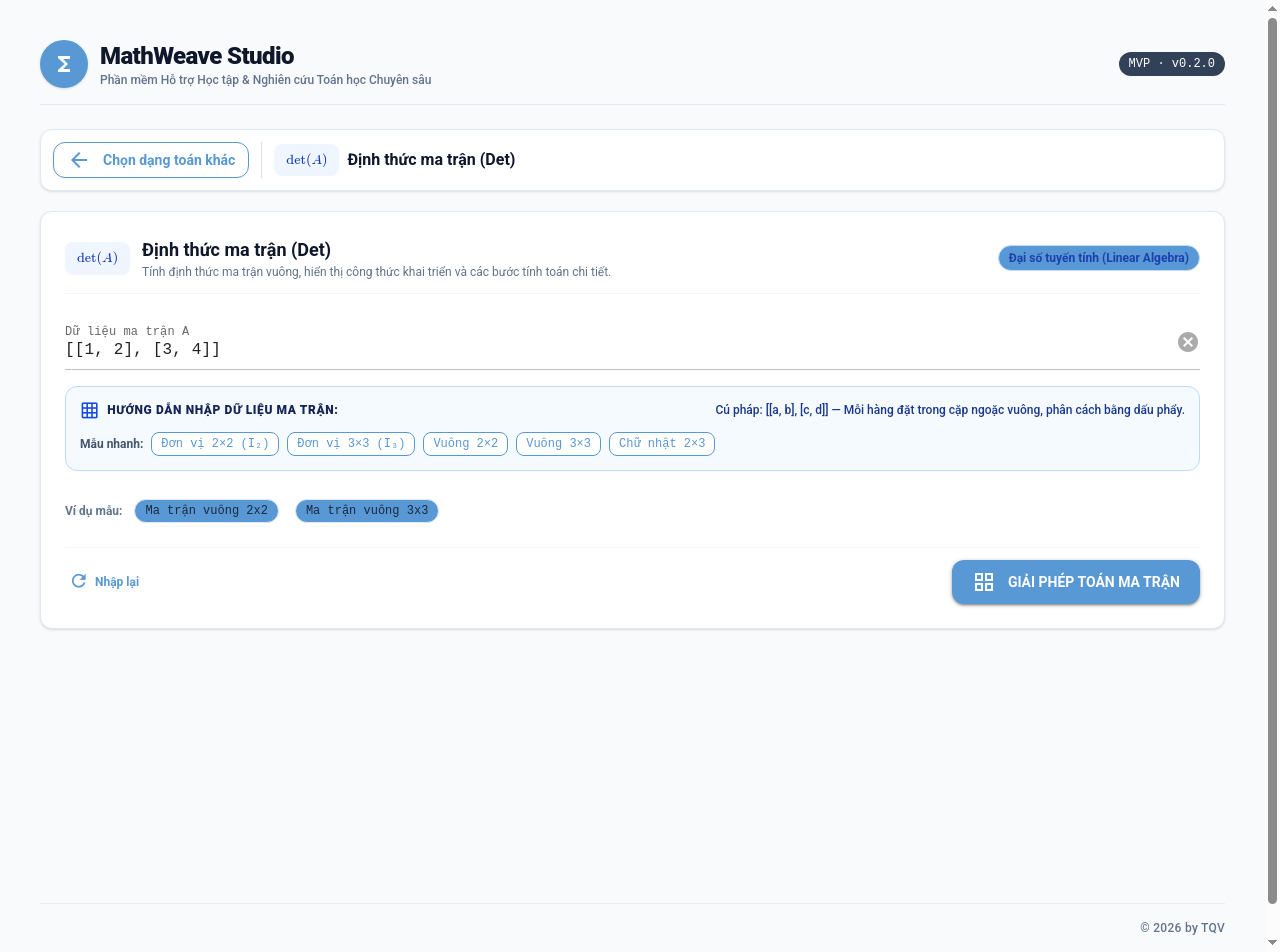 Σ
MathWeave Studio
Phần mềm Hỗ trợ Học tập & Nghiên cứu Toán học Chuyên sâu
MVP · v0.2.0
Chọn dạng toán khác
det(A)
Định thức ma trận (Det)
det(A)
Định thức ma trận (Det)
Tính định thức ma trận vuông, hiển thị công thức khai triển và các bước tính toán chi tiết.
Đại số tuyến tính (Linear Algebra)
Dữ liệu ma trận A
[[1, 2], [3, 4]]
HƯỚNG DẪN NHẬP DỮ LIỆU MA TRẬN:
Cú pháp: [[a, b], [c, d]] — Mỗi hàng đặt trong cặp ngoặc vuông, phân cách bằng dấu phẩy.
Mẫu nhanh:
Đơn vị 2×2 (I₂)
Đơn vị 3×3 (I₃)
Vuông 2×2
Vuông 3×3
Chữ nhật 2×3
Ví dụ mẫu:
Ma trận vuông 2x2
Ma trận vuông 3x3
Nhập lại
GIẢI PHÉP TOÁN MA TRẬN
© 2026 by TQV